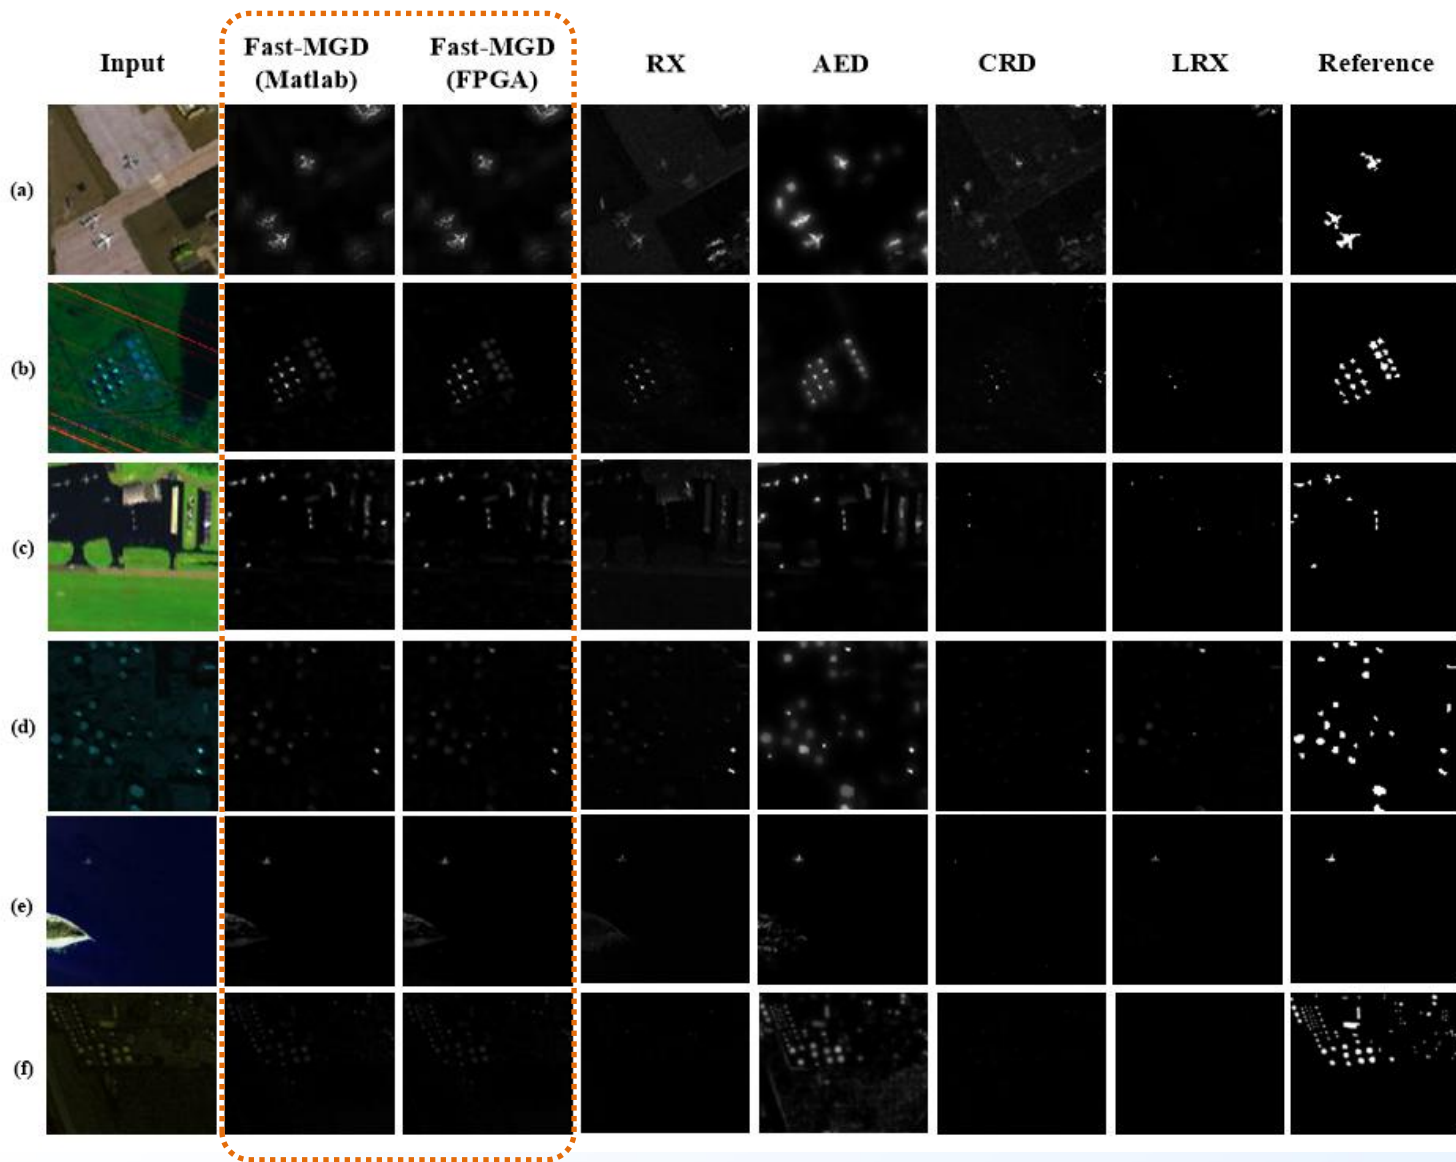 Input
Fast-MGD
(Matlab)
Fast-MGD
(FPGA)
RX
AED
CRD
LRX
Reference
(a)
(b)
(c)
(d)
(e)
(f)